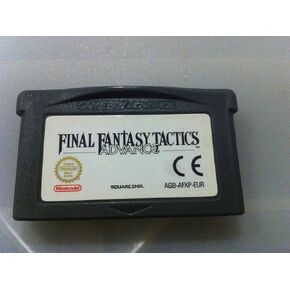 GAME BOY ADVANCE
FINAL FANTASY TACTICS
ADVANCE
Nintendo
SQUARE ENIX
AGB-AFXP-EUR
CE